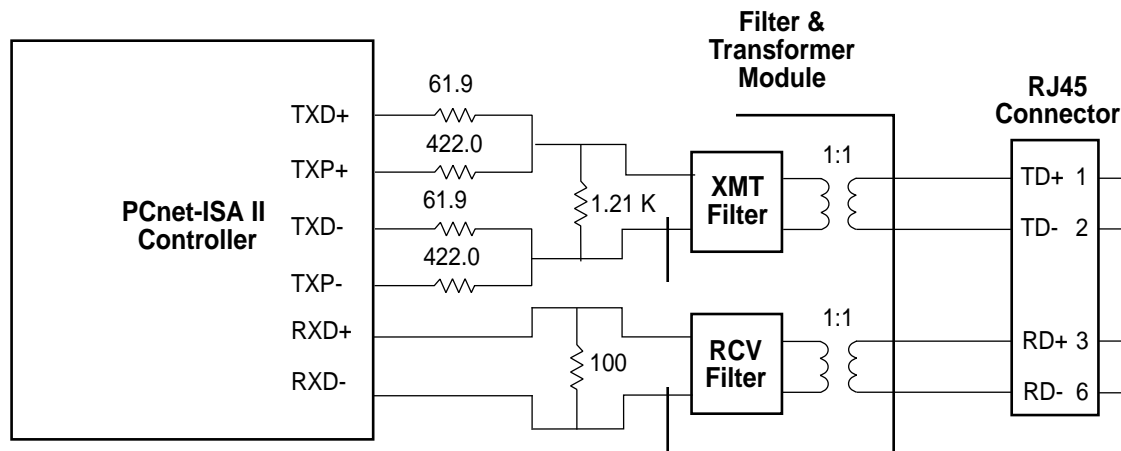 Filter &
Transformer
Module
RJ45
Connector
PCnet-ISA II
Controller
TXD+
61.9
TXP+
422.0
TXD-
61.9
TXP-
422.0
RXD+
RXD-
1.21 K
100
XMT
Filter
1:1
RCV
Filter
1:1
TD+ 1
TD- 2
RD+ 3
RD- 6